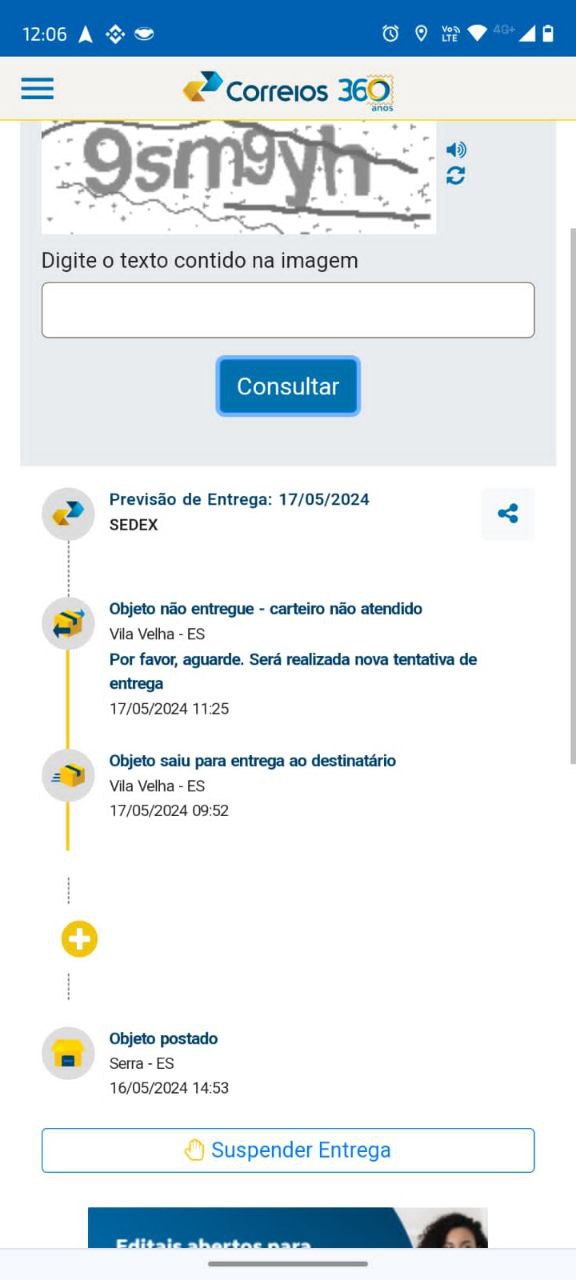 12:06
Vo)) LTE
4G+
Correios 360 anos
9sm9yh
Digite o texto contido na imagem
Consultar
Previsão de Entrega: 17/05/2024
SEDEX
Objeto não entregue - carteiro não atendido
Vila Velha - ES
Por favor, aguarde. Será realizada nova tentativa de
entrega
17/05/2024 11:25
Objeto saiu para entrega ao destinatário
Vila Velha - ES
17/05/2024 09:52
Objeto postado
Serra - ES
16/05/2024 14:53
Suspender Entrega
Editais abertos para